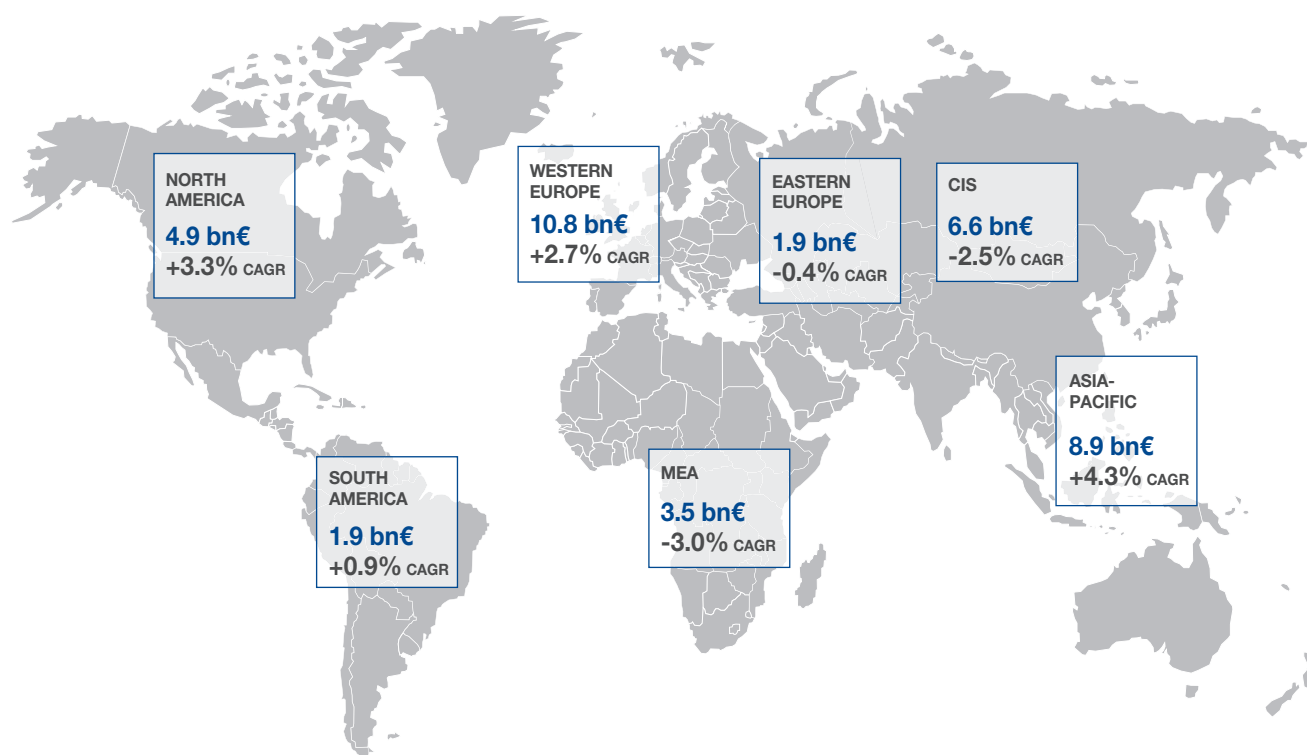 NORTH
AMERICA
4.9 bn€
+3.3% CAGR
WESTERN
EUROPE
10.8 bn€
+2.7% CAGR
EASTERN
EUROPE
1.9 bn€
-0.4% CAGR
CIS
6.6 bn€
-2.5% CAGR
ASIA-
PACIFIC
8.9 bn€
+4.3% CAGR
SOUTH
AMERICA
1.9 bn€
+0.9% CAGR
MEA
3.5 bn€
-3.0% CAGR